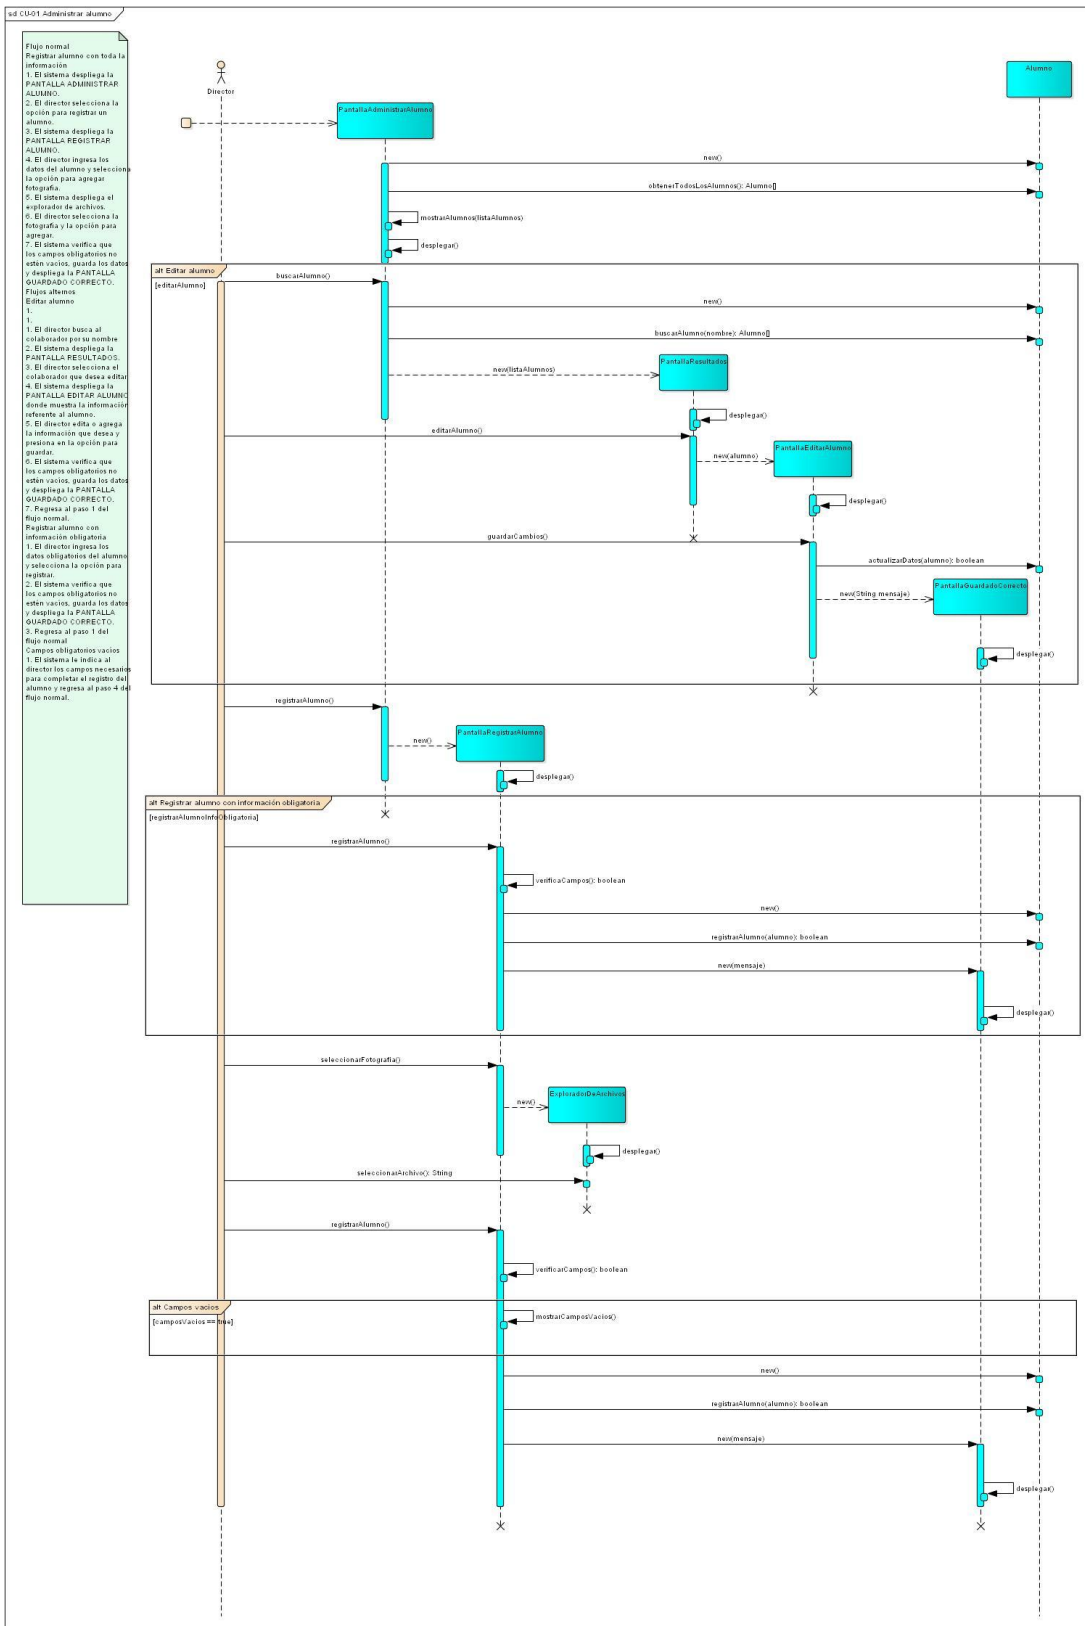 sd CU-01 Administrar alumno
Flujo normal
Registrar alumno con toda la
información
1. El sistema despliega la
PANTALLA ADMINISTRAR
ALUMNO.
2. El director selecciona la
opción para registrar un
alumno.
3. El sistema despliega la
PANTALLA REGISTRAR
ALUMNO.
4. El director ingresa los
datos del alumno y selecciona
la opción para agregar
fotografía.
5. El sistema despliega el
explorador de archivos.
6. El director selecciona la
fotografía y la opción para
agregar.
7. El sistema verifica que
los campos obligatorios no
estén vacios, guarda los datos
y despliega la PANTALLA
GUARDADO CORRECTO.
Flujos alternos
Editar alumno
1.
1.
1. El director busca al
colaborador por su nombre
2. El sistema despliega la
PANTALLA RESULTADOS.
3. El director selecciona el
colaborador que desea editar
4. El sistema despliega la
PANTALLA EDITAR ALUMNO
donde muestra la información
referente al alumno.
5. El director edita o agrega
la información que desea y
presiona en la opción para
guardar.
6. El sistema verifica que
los campos obligatorios no
estén vacios, guarda los datos
y despliega la PANTALLA
GUARDADO CORRECTO.
7. Regresa al paso 1 del
flujo normal.
Registrar alumno con
información obligatoria
1. El director ingresa los
datos obligatorios del alumno
y selecciona la opción para
registrar.
2. El sistema verifica que
los campos obligatorios no
estén vacios, guarda los datos
y despliega la PANTALLA
GUARDADO CORRECTO.
3. Regresa al paso 1 del
flujo normal
Campos obligatorios vacios
1. El sistema le indica al
director los campos necesarios
para completar el registro del
alumno y regresa al paso 4 del
flujo normal.
Director
PantallaAdministrarAlumno
Alumno
new()
obtenerTodosLosAlumnos(): Alumno[]
mostrarAlumnos(listaAlumnos)
desplegar()
alt Editar alumno
[editarAlumno]
buscarAlumno()
new()
buscarAlumno(nombre): Alumno[]
PantallaResultados
new(listaAlumnos)
desplegar()
editarAlumno()
PantallaEditarAlumno
new(alumno)
desplegar()
guardarCambios()
actualizarDatos(alumno): boolean
PantallaGuardadoCorrecto
new(String mensaje)
desplegar()
registrarAlumno()
PantallaRegistrarAlumno
new()
desplegar()
alt Registrar alumno con información obligatoria
[registrarAlumnoInfoObligatoria]
registrarAlumno()
verificaCampos(): boolean
new()
registrarAlumno(alumno): boolean
new(mensaje)
desplegar()
seleccionarFotografia()
ExploradorDeArchivos
new()
desplegar()
seleccionarArchivo(): String
registrarAlumno()
verificarCampos(): boolean
alt Campos vacios
[camposVacios == true]
mostrarCamposVacios()
new()
registrarAlumno(alumno): boolean
new(mensaje)
desplegar()